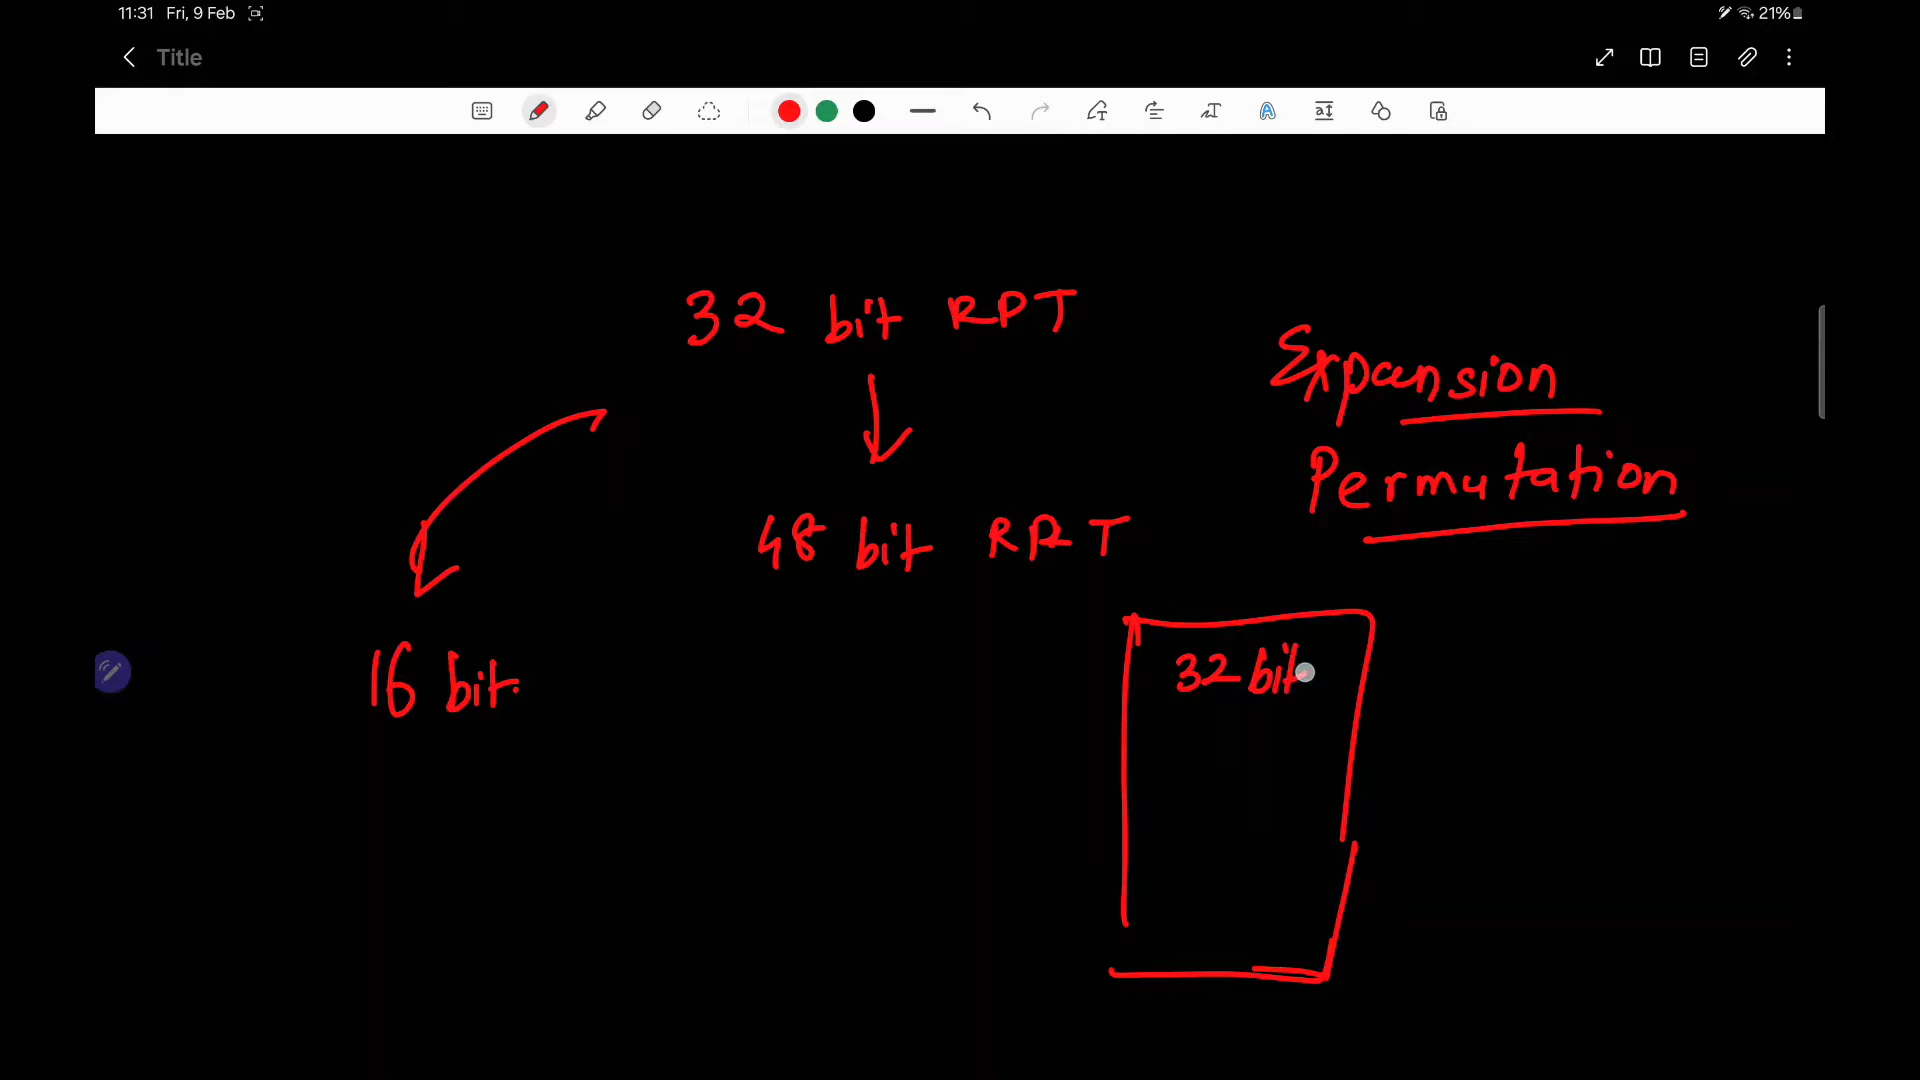 11:31 Fri, 9 Feb
21%
Title
32 bit RPT
Expansion
Permutation
48 bit RPT
16 bit.
32 bit